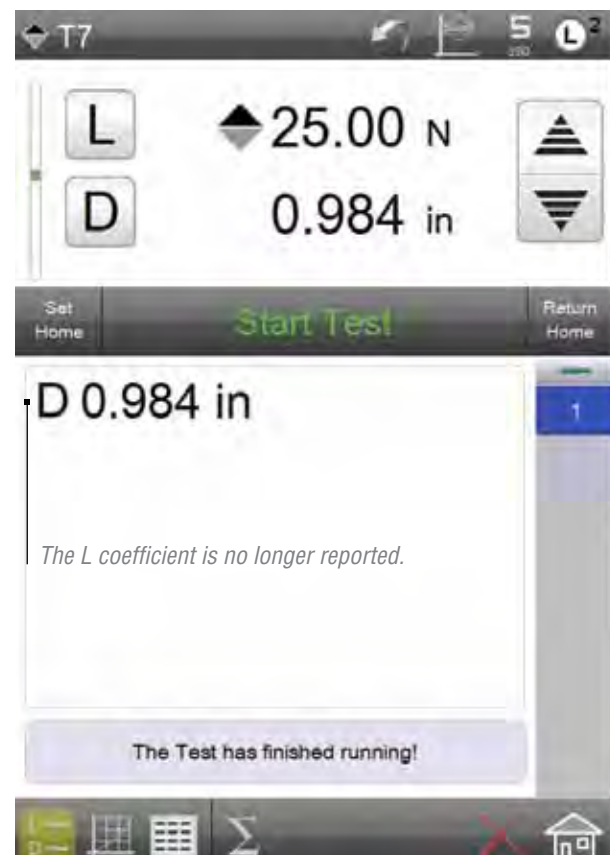 T7
5
L 2
L 25.00 N
D 0.984 in
Set Home
Start Test
Return Home
D 0.984 in
1
The L coefficient is no longer reported.
The Test has finished running!
L
D
Σ